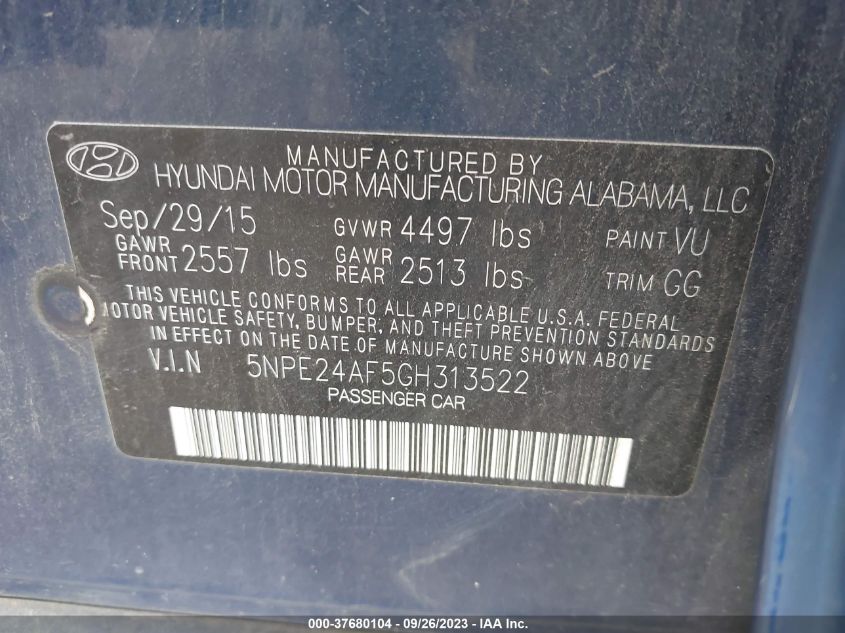 MANUFACTURED BY
HYUNDAI MOTOR MANUFACTURING ALABAMA, LLC
Sep/29/15 GVWR 4497 lbs PAINT VU
GAWR FRONT 2557 lbs GAWR REAR 2513 lbs TRIM GG
THIS VEHICLE CONFORMS TO ALL APPLICABLE U.S.A. FEDERAL
MOTOR VEHICLE SAFETY, BUMPER, AND THEFT PREVENTION STANDARDS
IN EFFECT ON THE DATE OF MANUFACTURE SHOWN ABOVE
V.I.N 5NPE24AF5GH313522
PASSENGER CAR
000-37680104 - 09/26/2023 - IAAI.com